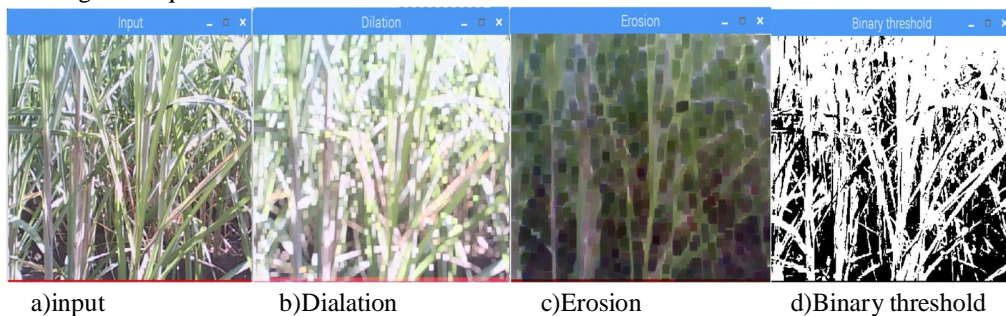 Input
Dilation
Erosion
Binary threshold
a)input
b)Dialation
c)Erosion
d)Binary threshold